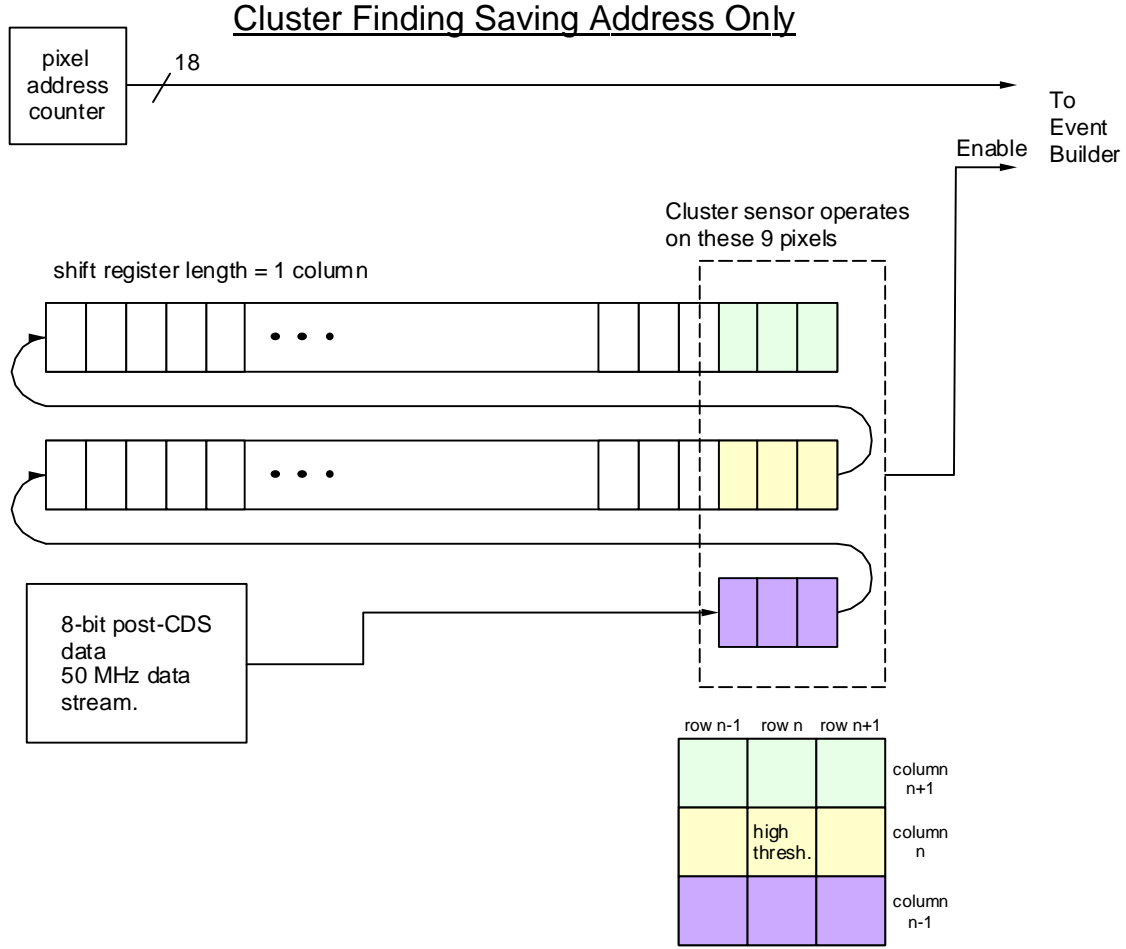 Cluster Finding Saving Address Only
pixel
address
counter
18
To
Event
Builder
Enable
Cluster sensor operates
on these 9 pixels
shift register length = 1 column
8-bit post-CDS
data
50 MHz data
stream.
row n-1 row n row n+1
column
n+1
high
thresh.
column
n
column
n-1